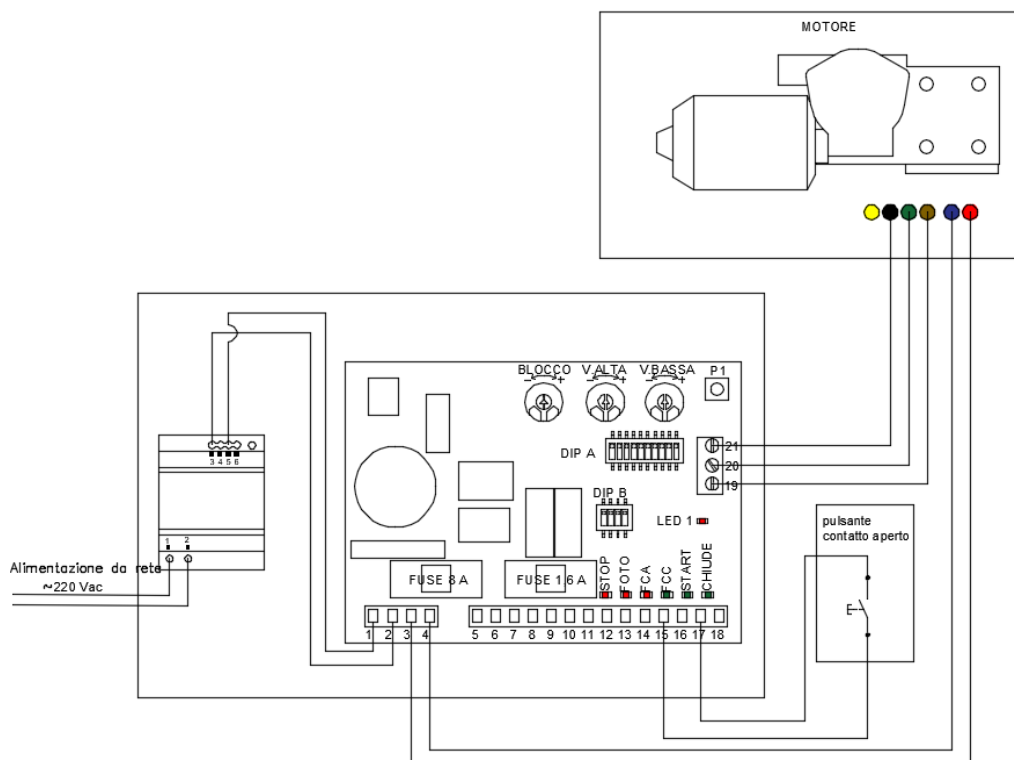 MOTORE
BLOCCO V.ALTA V.BASSA P1
- + - + - +
DIP A
21
20
19
3 4 5 6
DIP B
LED 1
pulsante
contatto aperto
1 2
Alimentazione da rete
~220 Vac
FUSE 8 A
FUSE 1,6 A
STOP
FOTO
FCA
FCC
START
CHIUDE
1 2 3 4 5 6 7 8 9 10 11 12 13 14 15 16 17 18